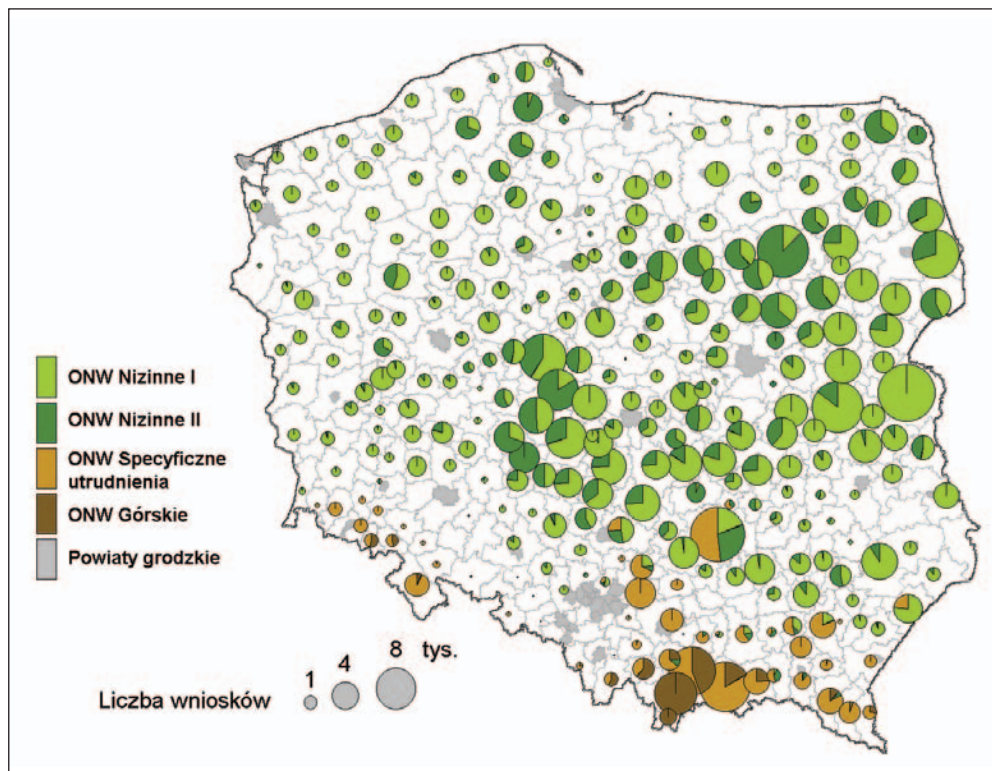 ONW Nizinne I
ONW Nizinne II
ONW Specyficzne
utrudnienia
ONW Górskie
Powiaty grodzkie
1 4 8 tys.
Liczba wniosków